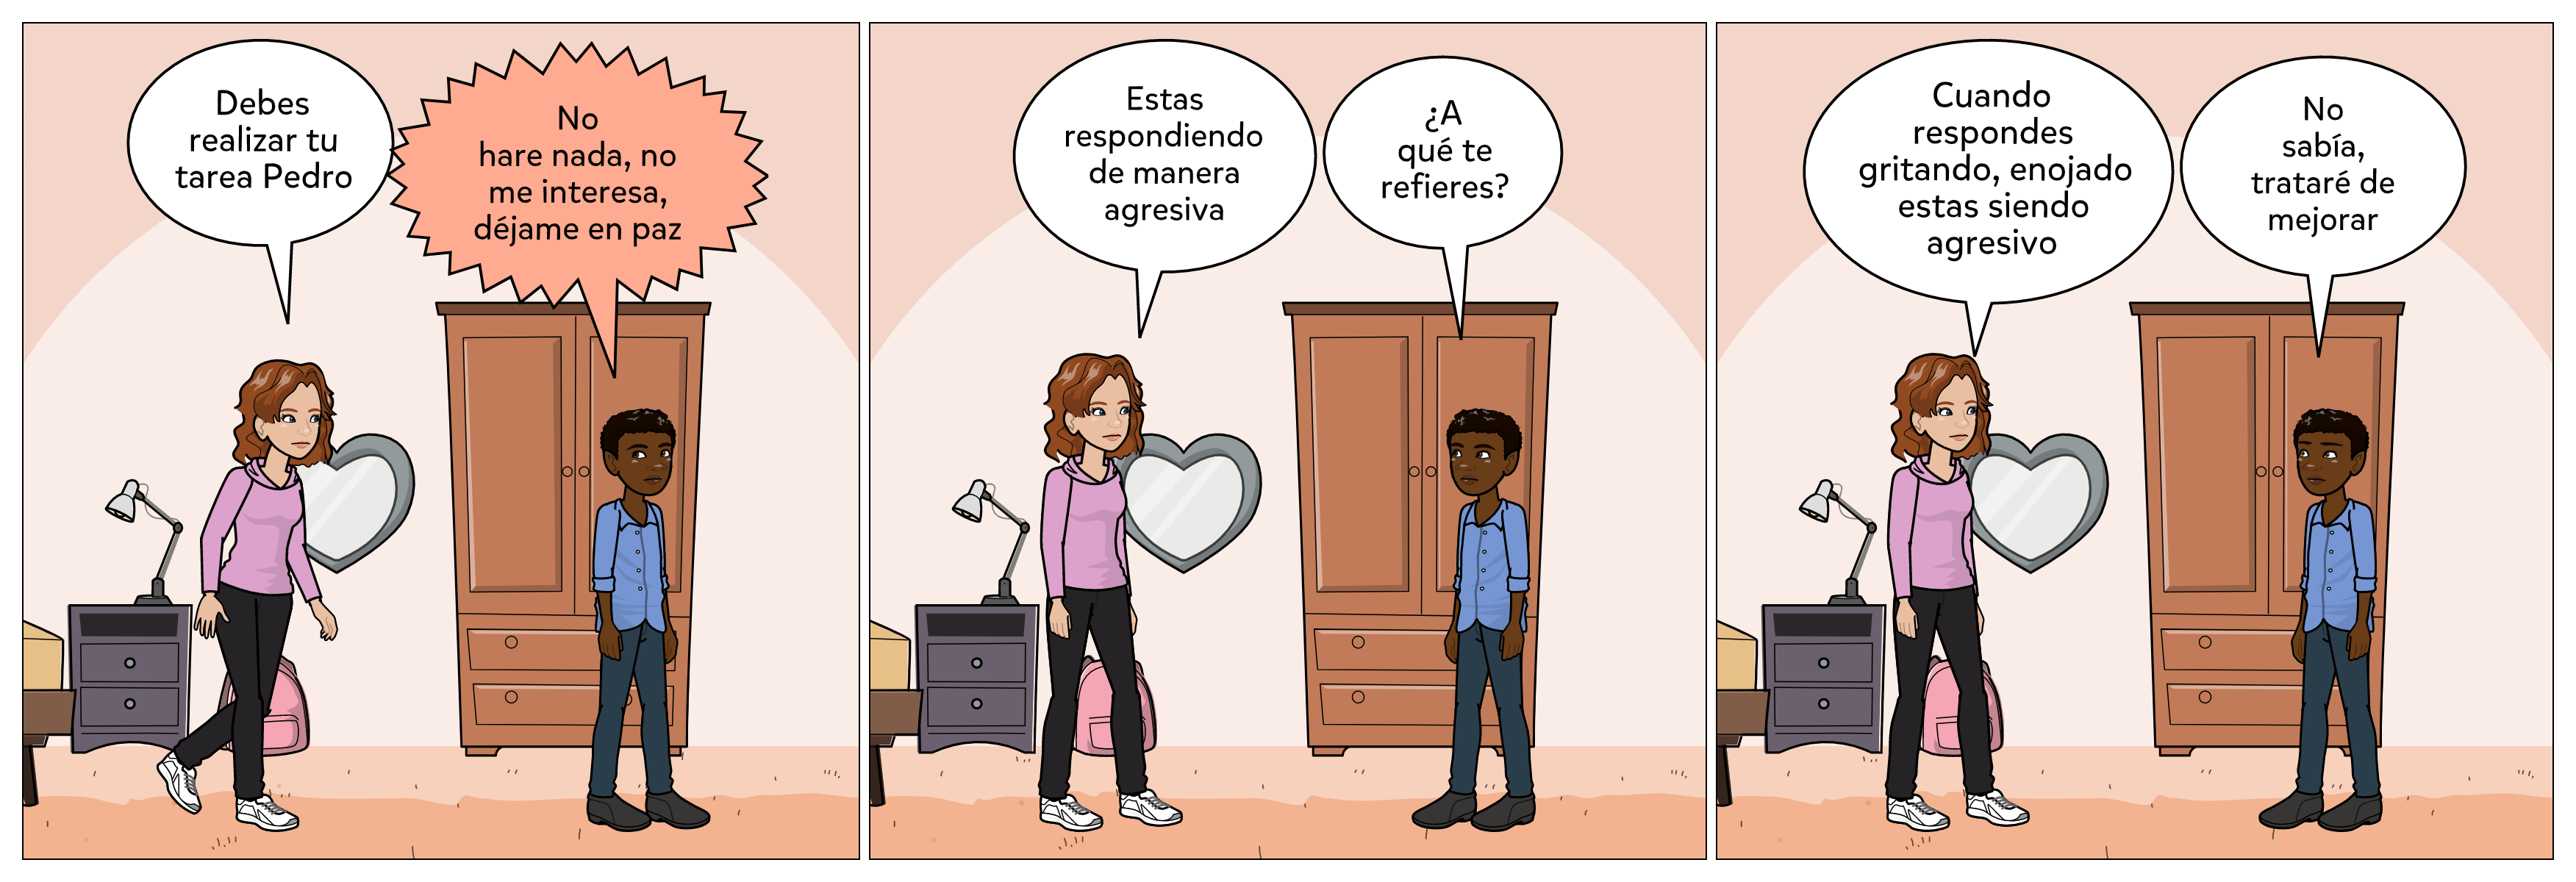 Debes
realizar tu
tarea Pedro
No
hare nada, no
me interesa,
déjame en paz
Estas
respondiendo
de manera
agresiva
¿A
qué te
refieres?
Cuando
respondes
gritando, enojado
estas siendo
agresivo
No
sabía,
trataré de
mejorar